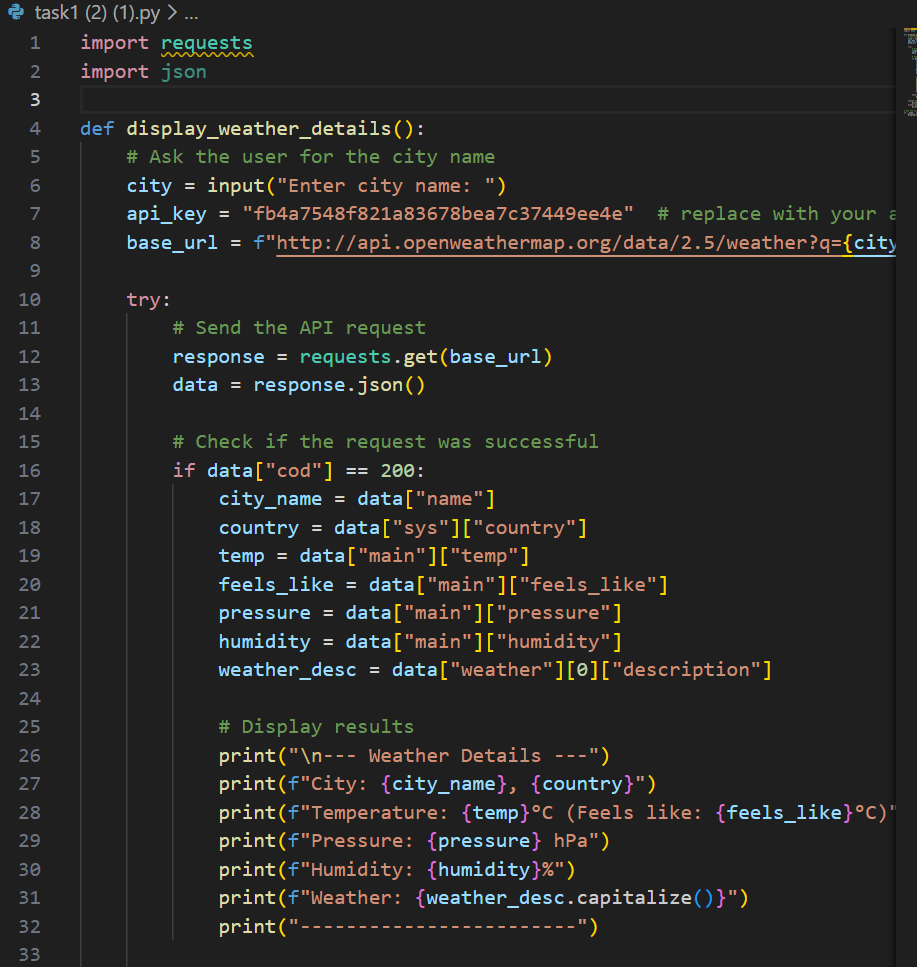 task1 (2) (1).py > ...
1 import requests
2 import json
3
4 def display_weather_details():
5     # Ask the user for the city name
6     city = input("Enter city name: ")
7     api_key = "fb4a7548f821a83678bea7c37449ee4e"  # replace with your a
8     base_url = f"http://api.openweathermap.org/data/2.5/weather?q={city
9
10     try:
11         # Send the API request
12         response = requests.get(base_url)
13         data = response.json()
14
15         # Check if the request was successful
16         if data["cod"] == 200:
17             city_name = data["name"]
18             country = data["sys"]["country"]
19             temp = data["main"]["temp"]
20             feels_like = data["main"]["feels_like"]
21             pressure = data["main"]["pressure"]
22             humidity = data["main"]["humidity"]
23             weather_desc = data["weather"][0]["description"]
24
25             # Display results
26             print("\n--- Weather Details ---")
27             print(f"City: {city_name}, {country}")
28             print(f"Temperature: {temp}°C (Feels like: {feels_like}°C)"
29             print(f"Pressure: {pressure} hPa")
30             print(f"Humidity: {humidity}%")
31             print(f"Weather: {weather_desc.capitalize()}")
32             print("------------------------")
33